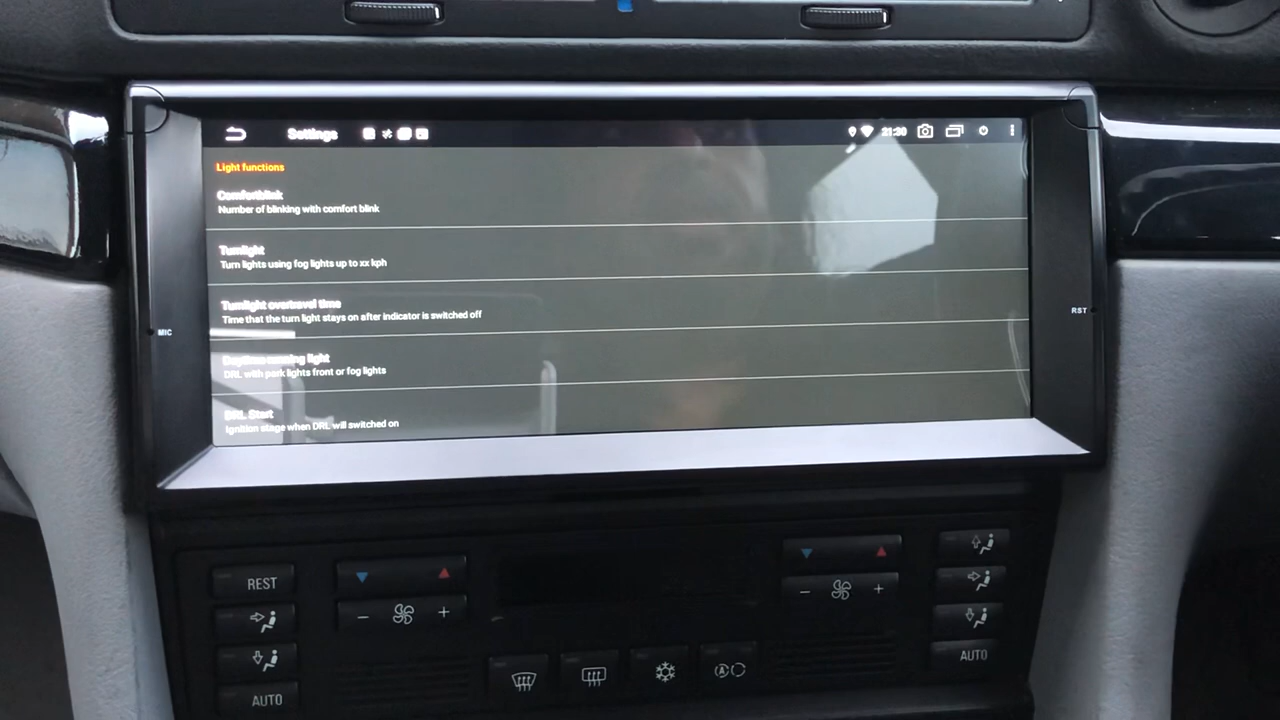 Settings
21:30
Light functions
Comfortblink
Number of blinking with comfort blink
Turnlight
Turn lights using fog lights up to xx kph
Turnlight overtravel time
Time that the turn light stays on after indicator is switched off
Daytime running light
DRL with park lights front or fog lights
DRL Start
Ignition stage when DRL will switched on
MIC
RST
REST
AUTO
AUTO
A